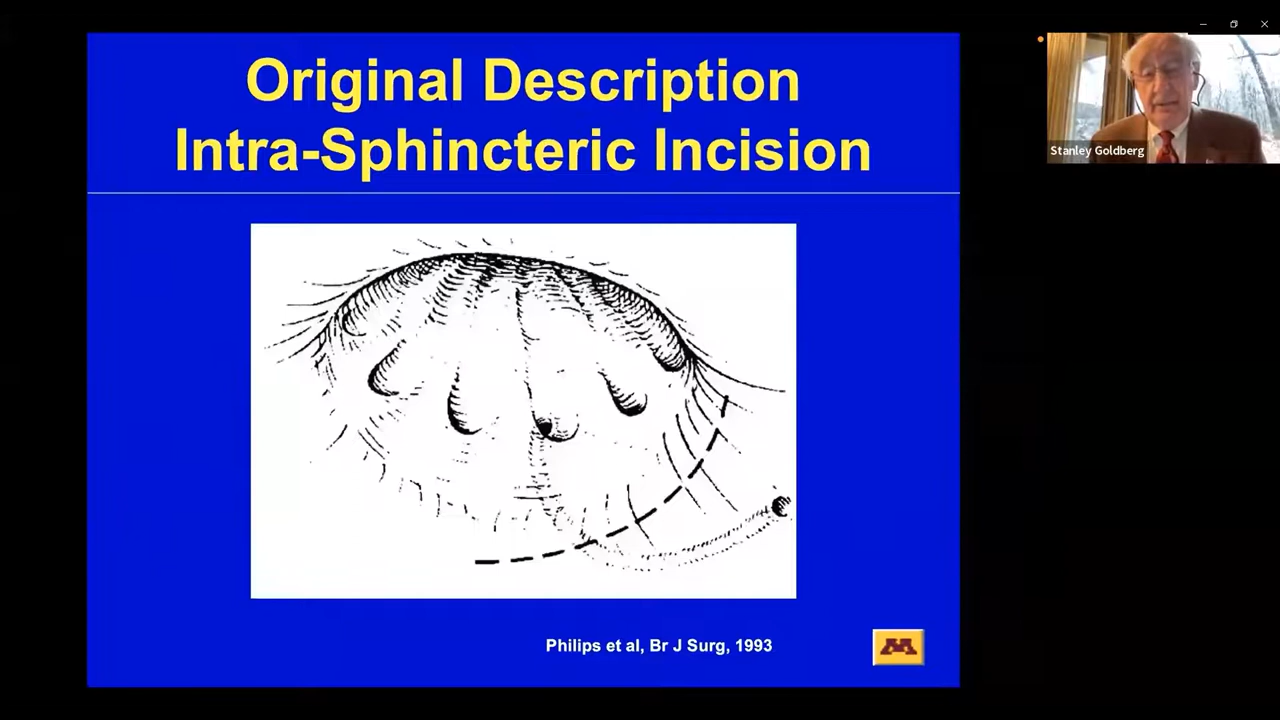 Original Description
Intra-Sphincteric Incision
Stanley Goldberg
Philips et al, Br J Surg, 1993
M